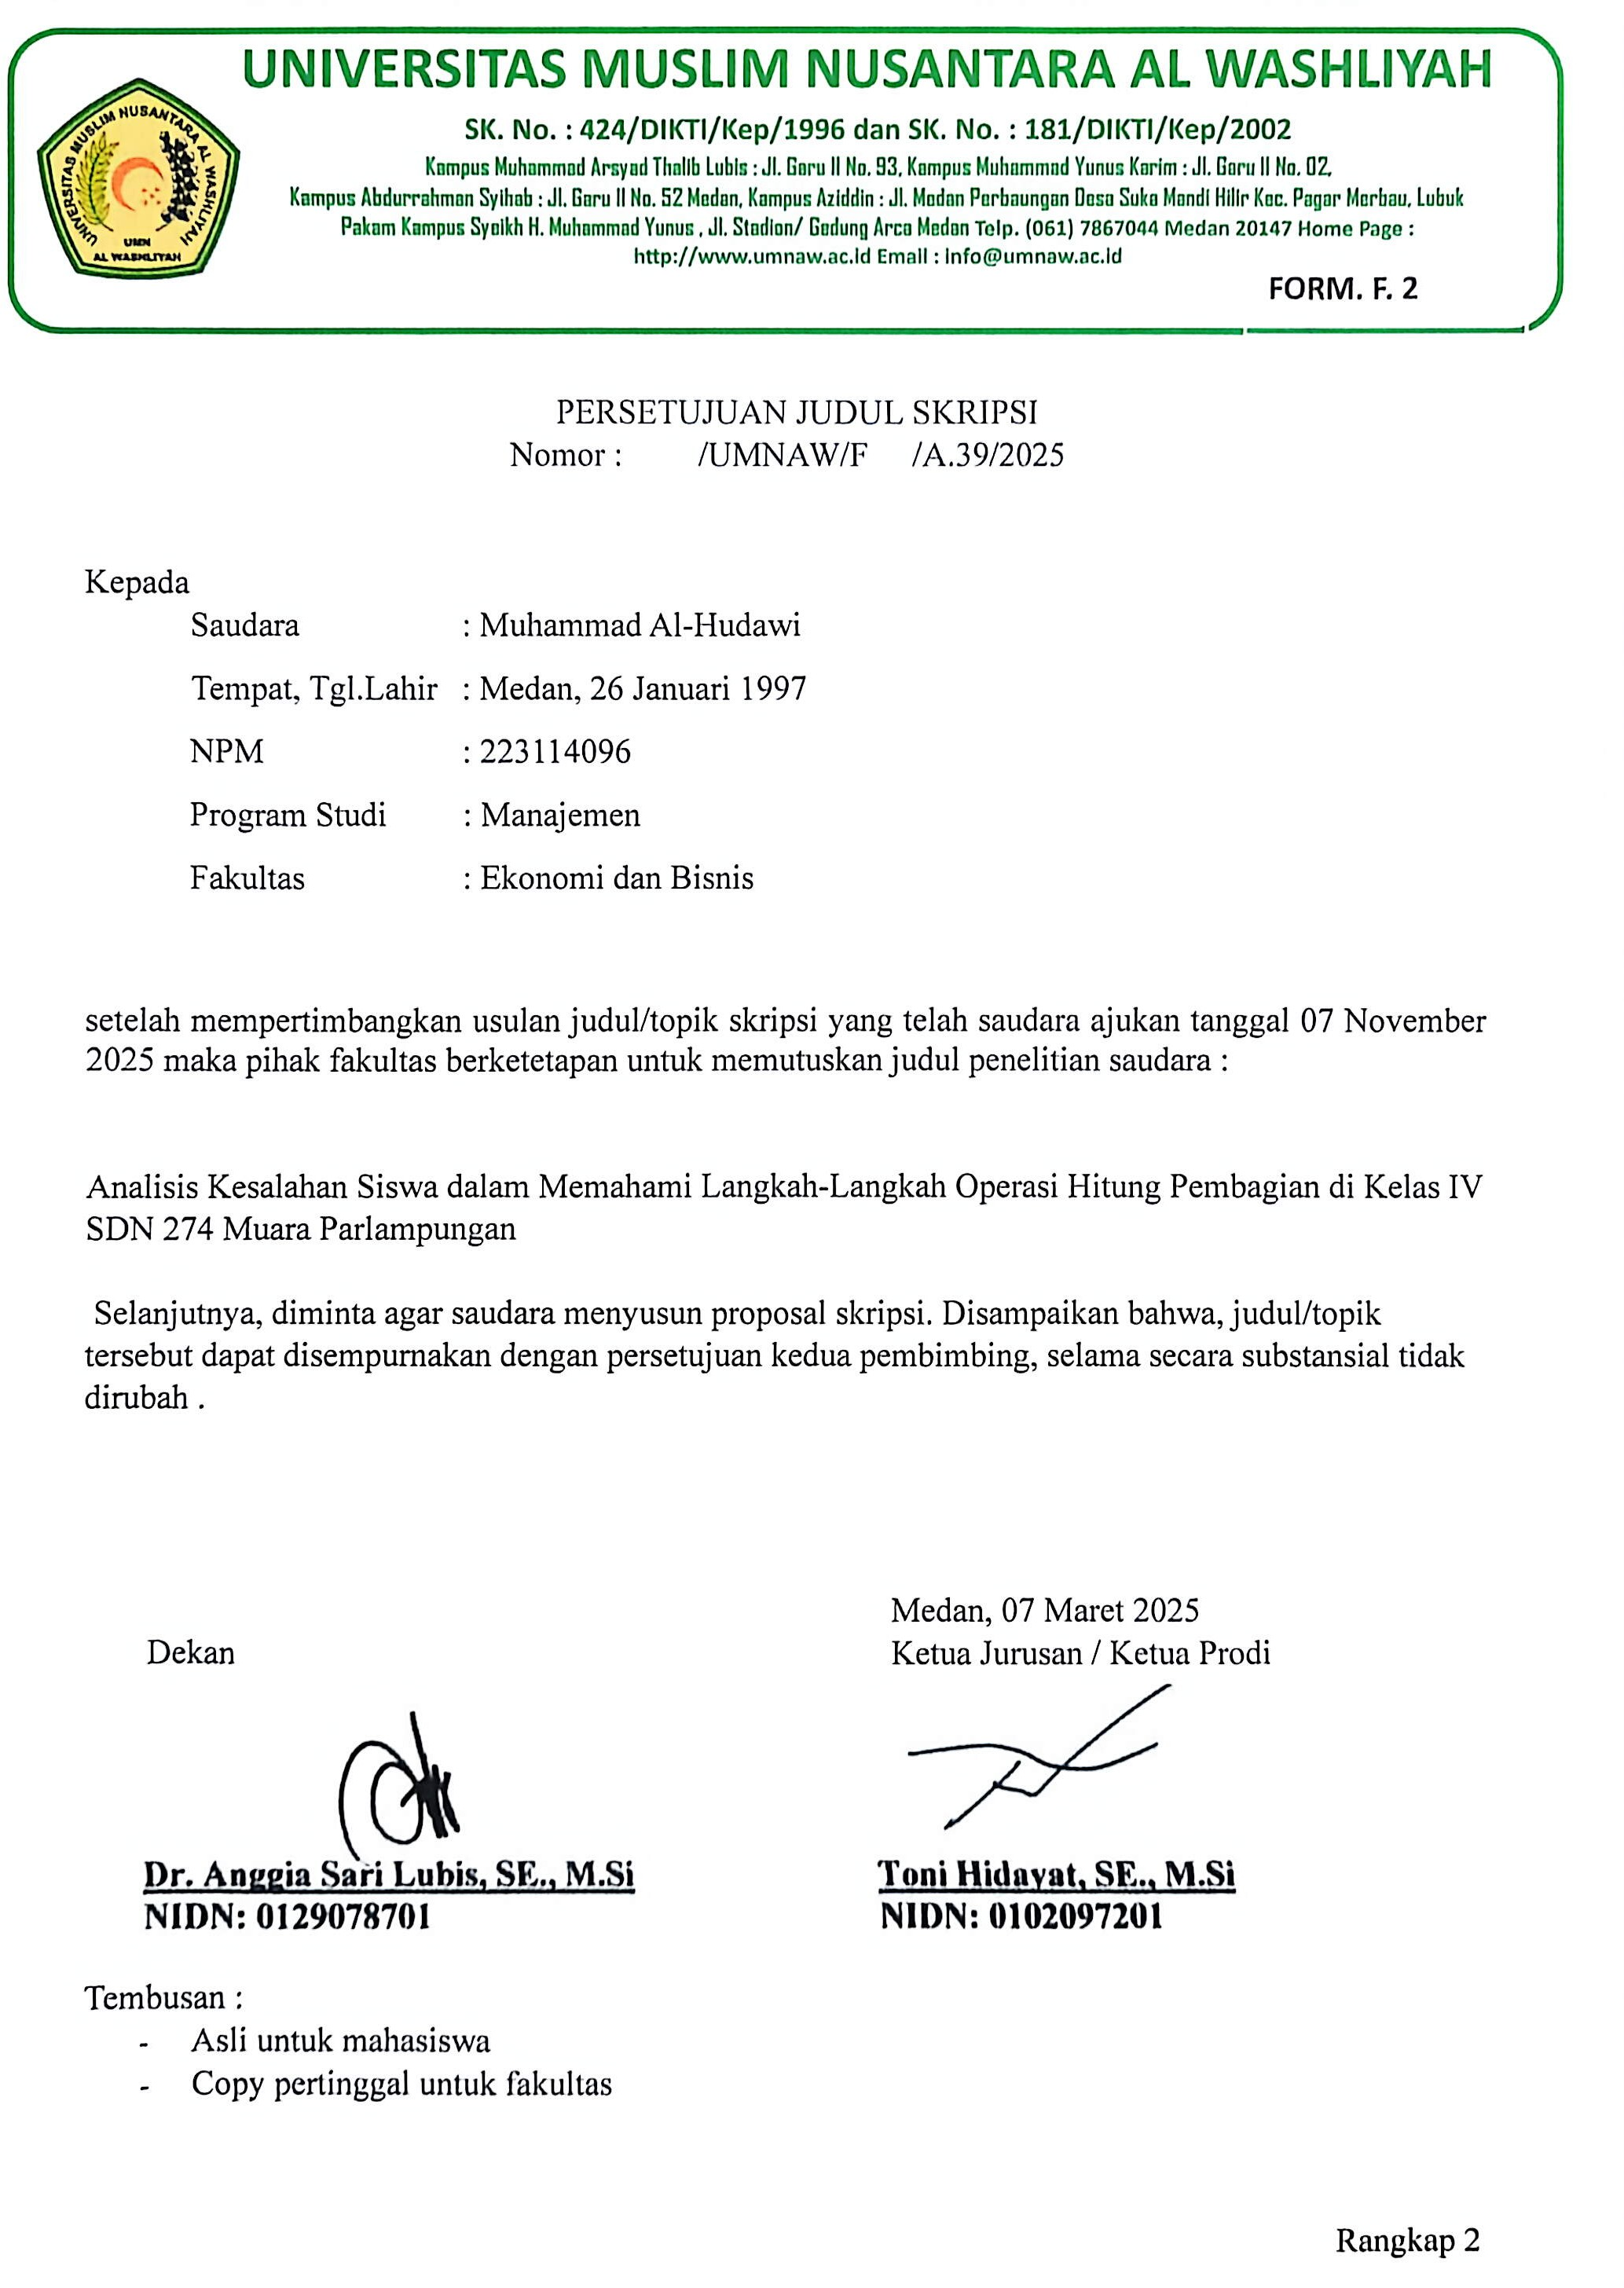 UNIVERSITAS MUSLIM NUSANTARA AL WASHLIYAH
SK. No. : 424/DIKTI/Kep/1996 dan SK. No. : 181/DIKTI/Kep/2002
Kampus Muhammad Arsyad Thalib Lubis : Jl. Garu II No. 93, Kampus Muhammad Yunus Karim : Jl. Garu II No. 02,
Kampus Abdurrahman Syihab : Jl. Garu II No. 52 Medan, Kampus Aziddin : Jl. Medan Perbaungan Desa Suka Mandi Hilir Kec. Pagar Merbau, Lubuk
Pakam Kampus Syeikh H. Muhammad Yunus , Jl. Stadion/ Gedung Arca Medan Telp. (061) 7867044 Medan 20147 Home Page :
http://www.umnaw.ac.id Email : info@umnaw.ac.id
FORM. F. 2
UNIVERSITAS MUSLIM NUSANTARA AL WASHLIYAH
UMN
AL WASHLIYAH
PERSETUJUAN JUDUL SKRIPSI
Nomor : /UMNAW/F /A.39/2025
Kepada
Saudara : Muhammad Al-Hudawi
Tempat, Tgl.Lahir : Medan, 26 Januari 1997
NPM : 223114096
Program Studi : Manajemen
Fakultas : Ekonomi dan Bisnis
setelah mempertimbangkan usulan judul/topik skripsi yang telah saudara ajukan tanggal 07 November
2025 maka pihak fakultas berketetapan untuk memutuskan judul penelitian saudara :
Analisis Kesalahan Siswa dalam Memahami Langkah-Langkah Operasi Hitung Pembagian di Kelas IV
SDN 274 Muara Parlampungan
Selanjutnya, diminta agar saudara menyusun proposal skripsi. Disampaikan bahwa, judul/topik
tersebut dapat disempurnakan dengan persetujuan kedua pembimbing, selama secara substansial tidak
dirubah .
Medan, 07 Maret 2025
Dekan Ketua Jurusan / Ketua Prodi
Dr. Anggia Sari Lubis, SE., M.Si Toni Hidayat, SE., M.Si
NIDN: 0129078701 NIDN: 0102097201
Tembusan :
- Asli untuk mahasiswa
- Copy pertinggal untuk fakultas
Rangkap 2